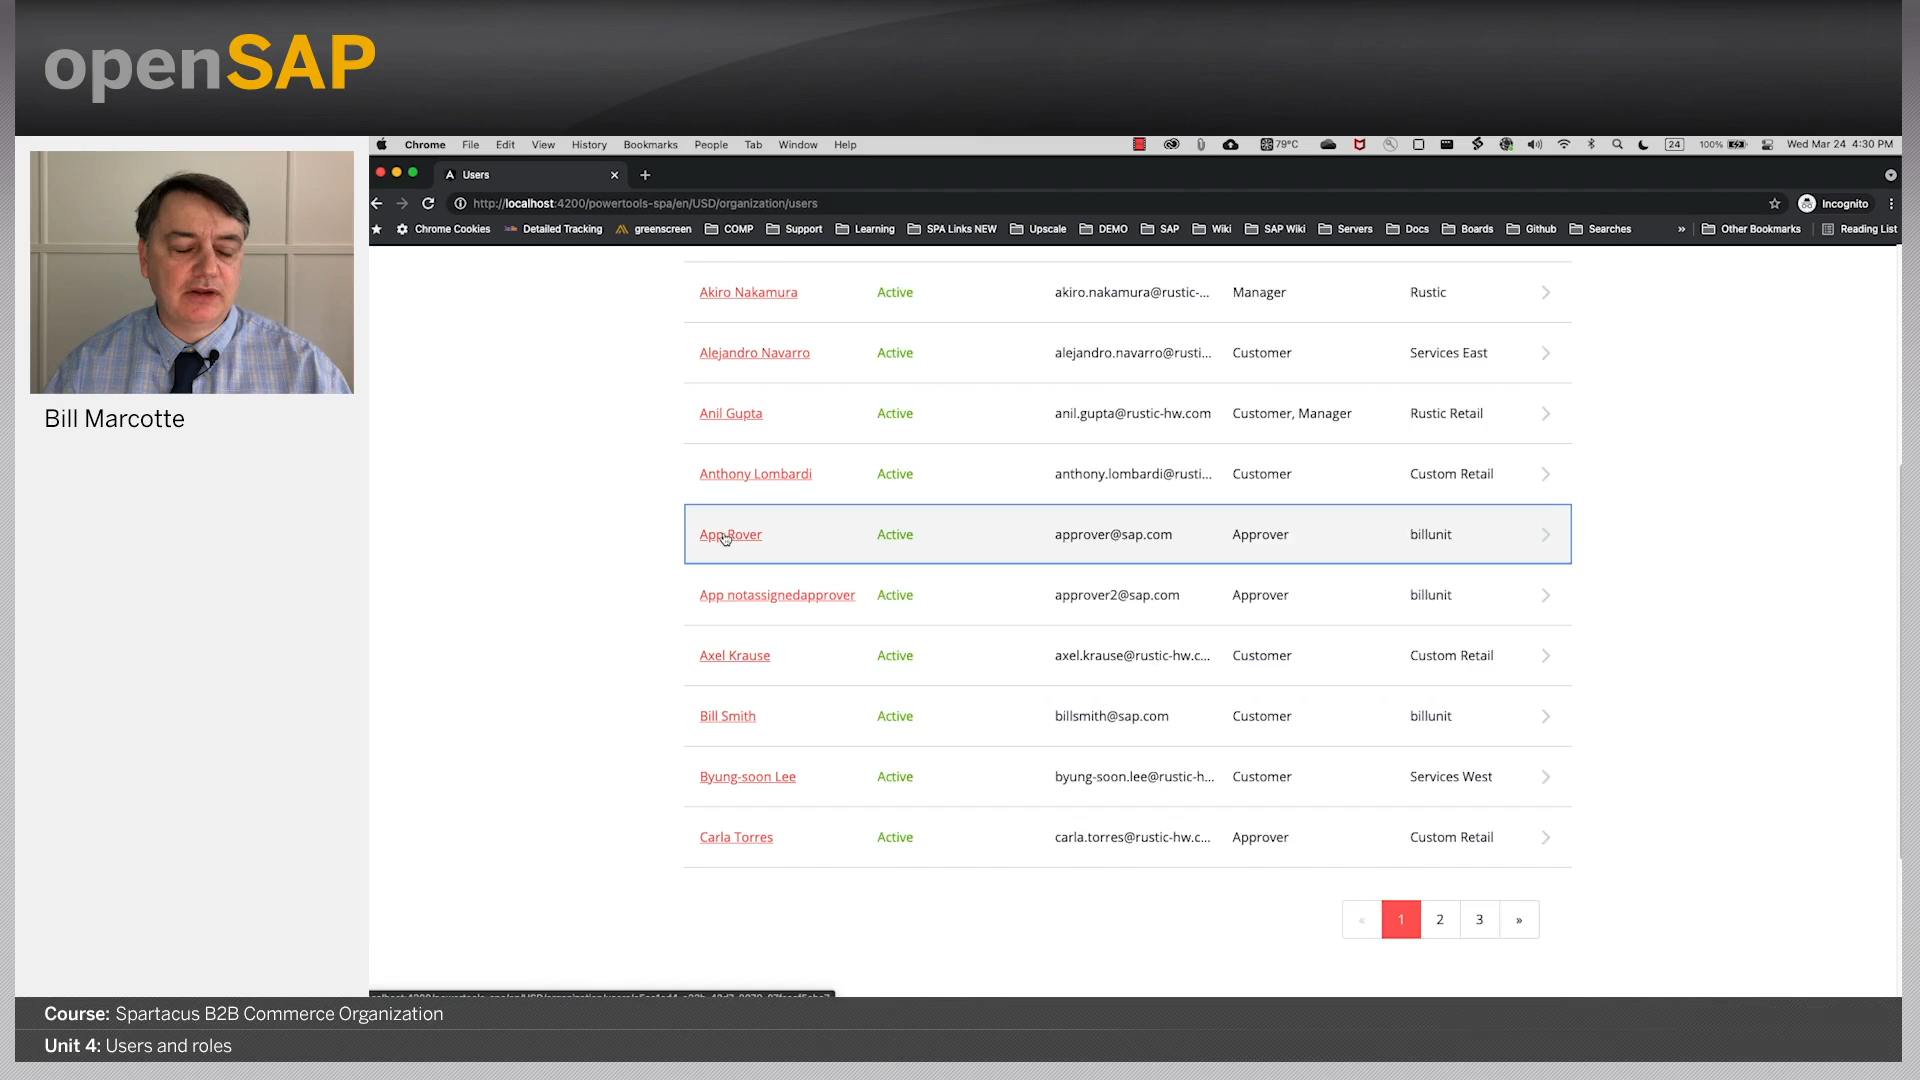 openSAP
Chrome File Edit View History Bookmarks People Tab Window Help 79°C 24 100% Wed Mar 24 4:30 PM
Users
http://localhost:4200/powertools-spa/en/USD/organization/users Incognito
Chrome Cookies Detailed Tracking greenscreen COMP Support Learning SPA Links NEW Upscale DEMO SAP Wiki SAP Wiki Servers Docs Boards Github Searches » Other Bookmarks Reading List
Akiro Nakamura Active akiro.nakamura@rustic-... Manager Rustic
Alejandro Navarro Active alejandro.navarro@rusti... Customer Services East
Anil Gupta Active anil.gupta@rustic-hw.com Customer, Manager Rustic Retail
Anthony Lombardi Active anthony.lombardi@rusti... Customer Custom Retail
App Rover Active approver@sap.com Approver billunit
App notassignedapprover Active approver2@sap.com Approver billunit
Axel Krause Active axel.krause@rustic-hw.c... Customer Custom Retail
Bill Smith Active billsmith@sap.com Customer billunit
Byung-soon Lee Active byung-soon.lee@rustic-h... Customer Services West
Carla Torres Active carla.torres@rustic-hw.c... Approver Custom Retail
« 1 2 3 »
Bill Marcotte
Course: Spartacus B2B Commerce Organization
Unit 4: Users and roles